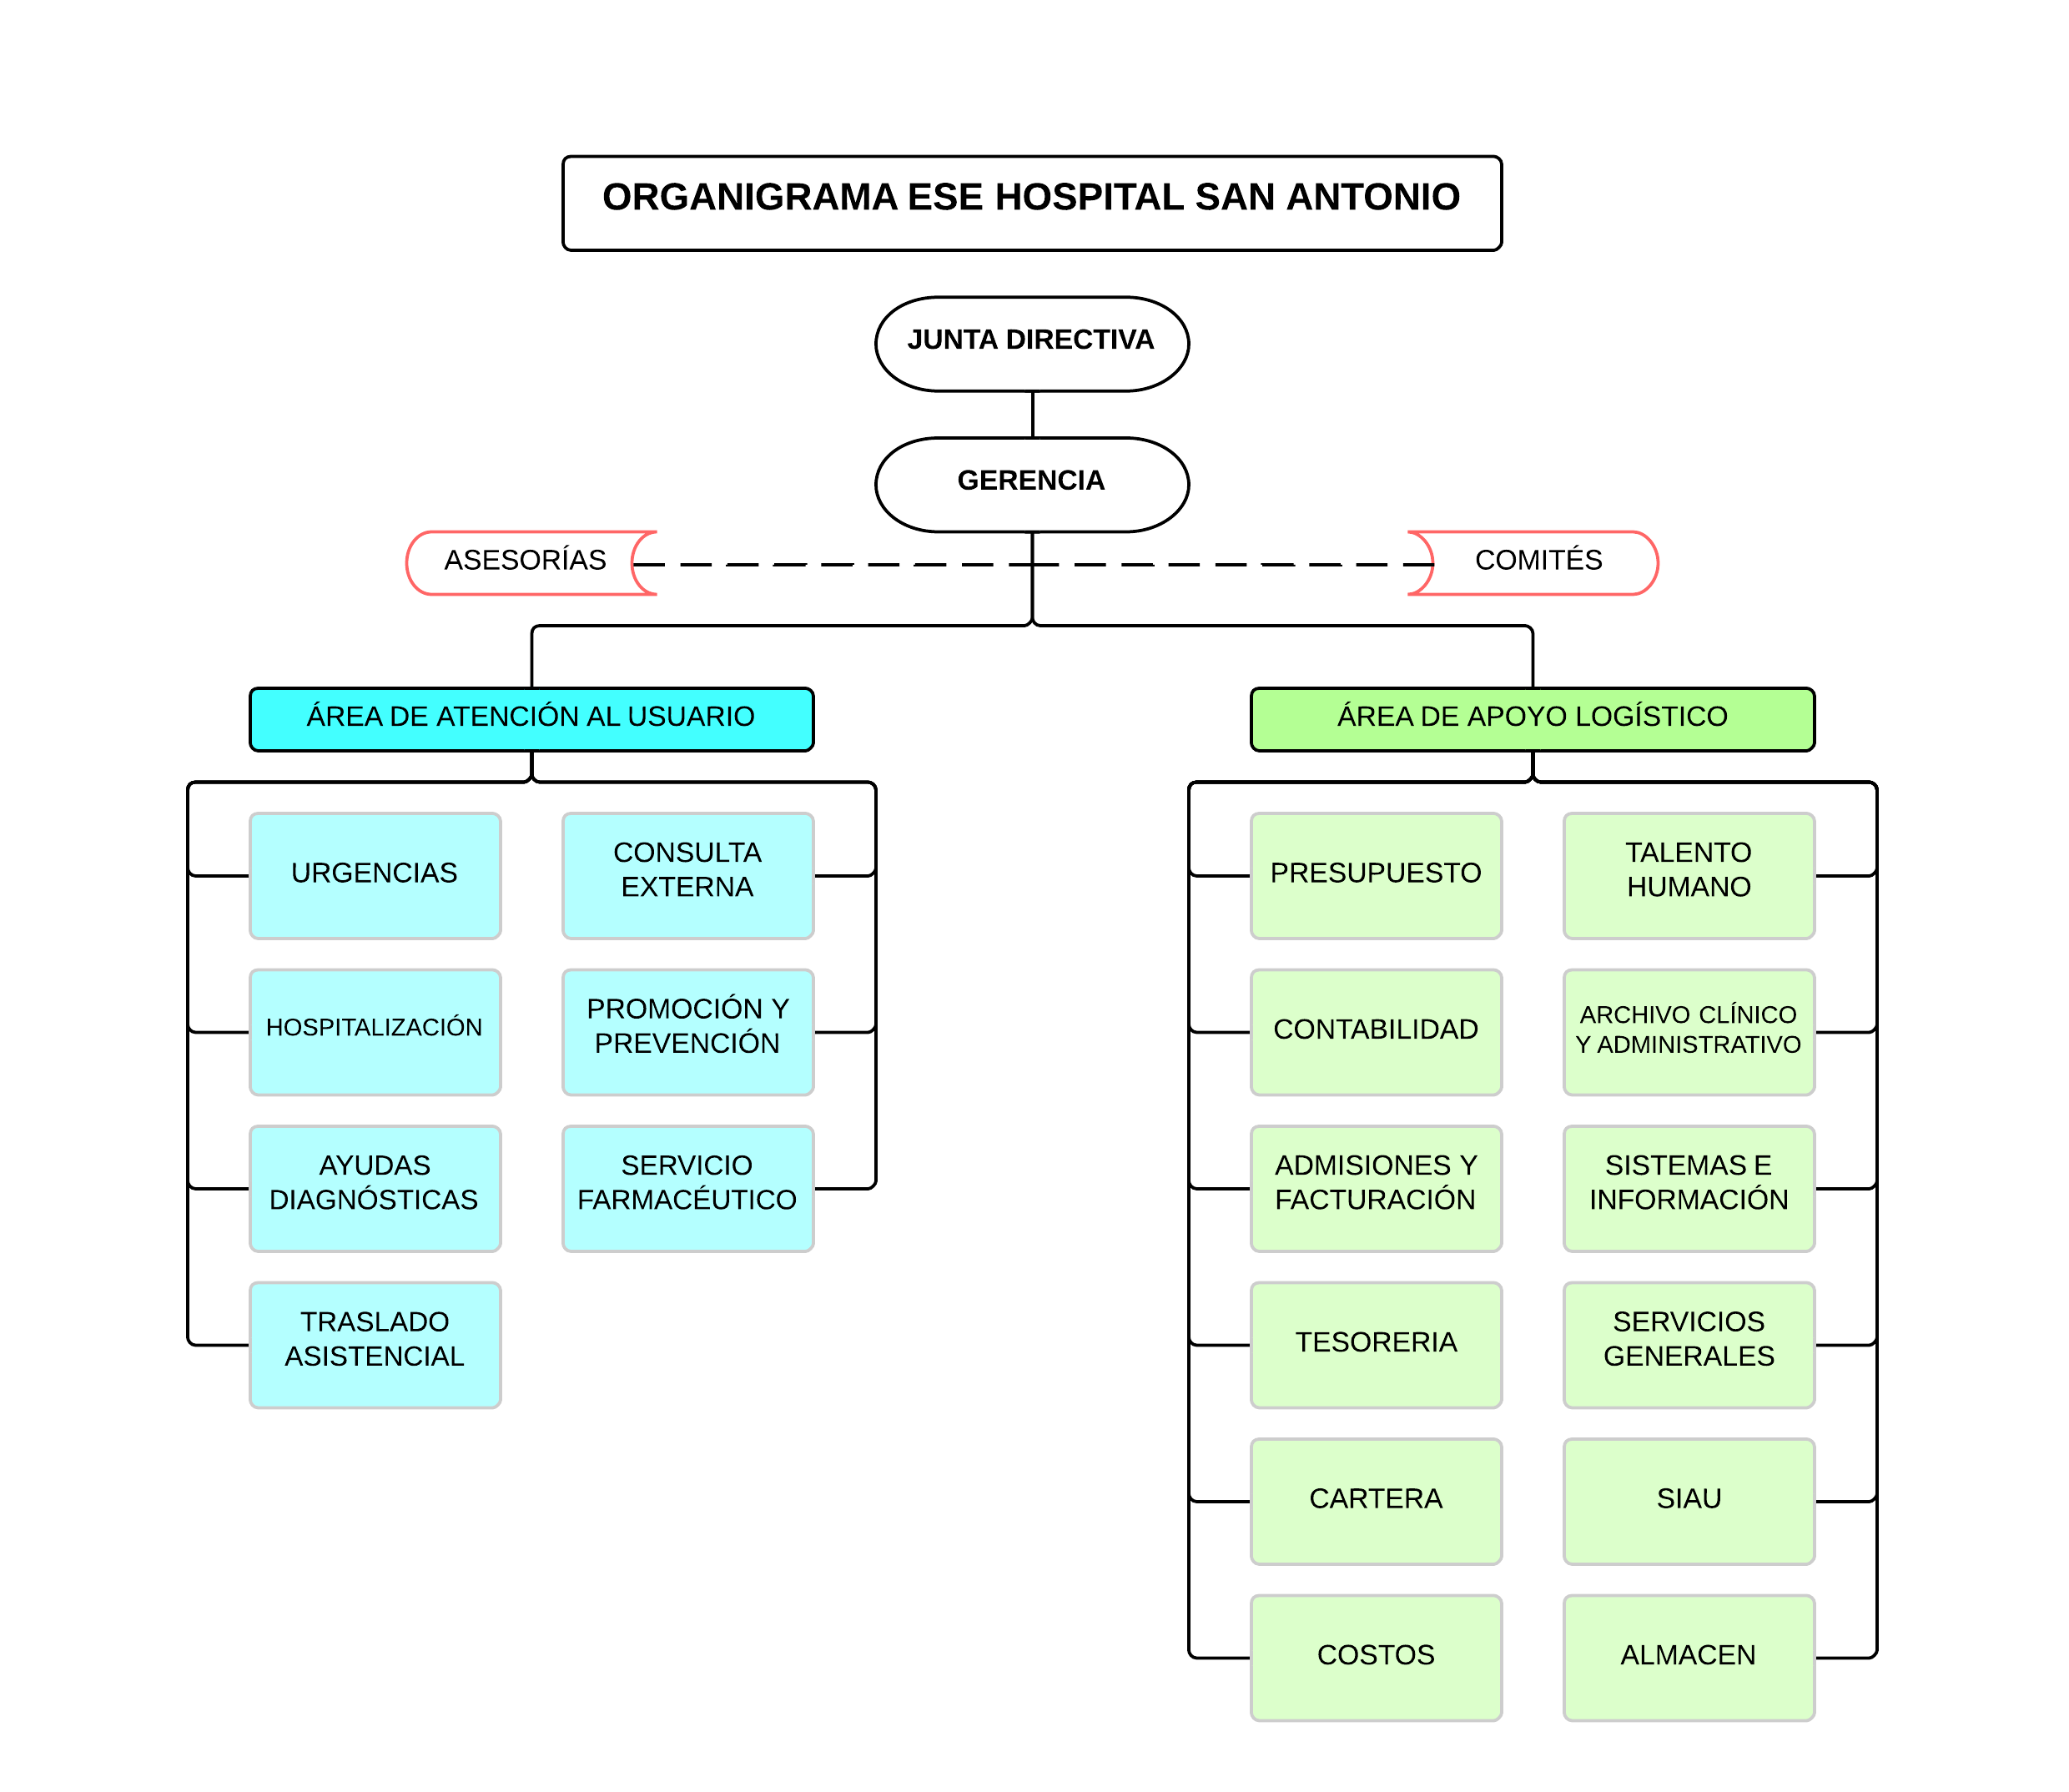 ORGANIGRAMA ESE HOSPITAL SAN ANTONIO
JUNTA DIRECTIVA
GERENCIA
ASESORÍAS
COMITÉS
ÁREA DE ATENCIÓN AL USUARIO
URGENCIAS
CONSULTA
EXTERNA
HOSPITALIZACIÓN
PROMOCIÓN Y
PREVENCIÓN
AYUDAS
DIAGNÓSTICAS
SERVICIO
FARMACÉUTICO
TRASLADO
ASISTENCIAL
ÁREA DE APOYO LOGÍSTICO
PRESUPUESTO
TALENTO
HUMANO
CONTABILIDAD
ARCHIVO CLÍNICO
Y ADMINISTRATIVO
ADMISIONES Y
FACTURACIÓN
SISTEMAS E
INFORMACIÓN
TESORERIA
SERVICIOS
GENERALES
CARTERA
SIAU
COSTOS
ALMACEN